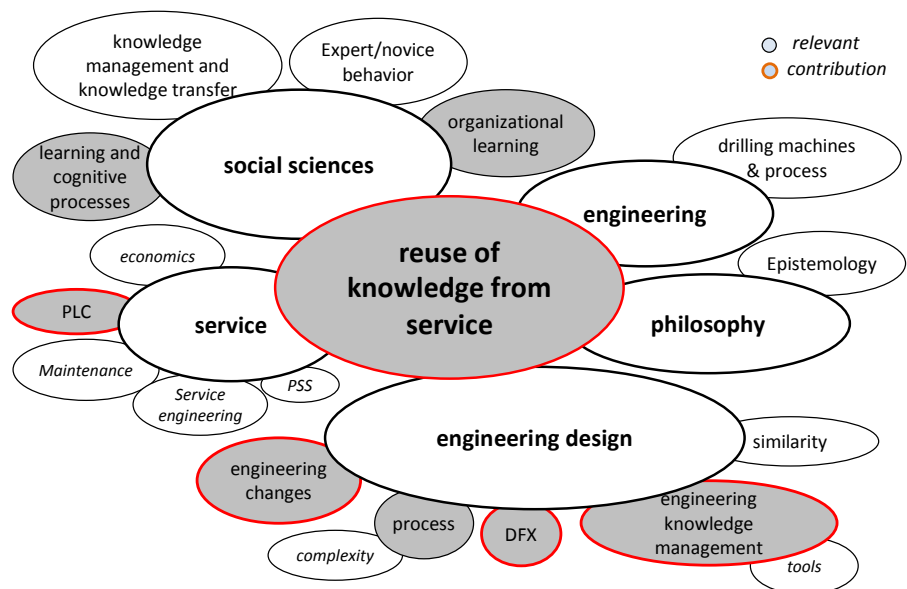 knowledge
management and
knowledge transfer
Expert/novice
behavior
relevant
contribution
organizational
learning
learning and
cognitive
processes
social sciences
drilling machines
& process
engineering
economics
reuse of
knowledge from
service
Epistemology
PLC
service
philosophy
Maintenance
Service
engineering
PSS
engineering design
similarity
engineering
changes
process
DFX
engineering
knowledge
management
complexity
tools